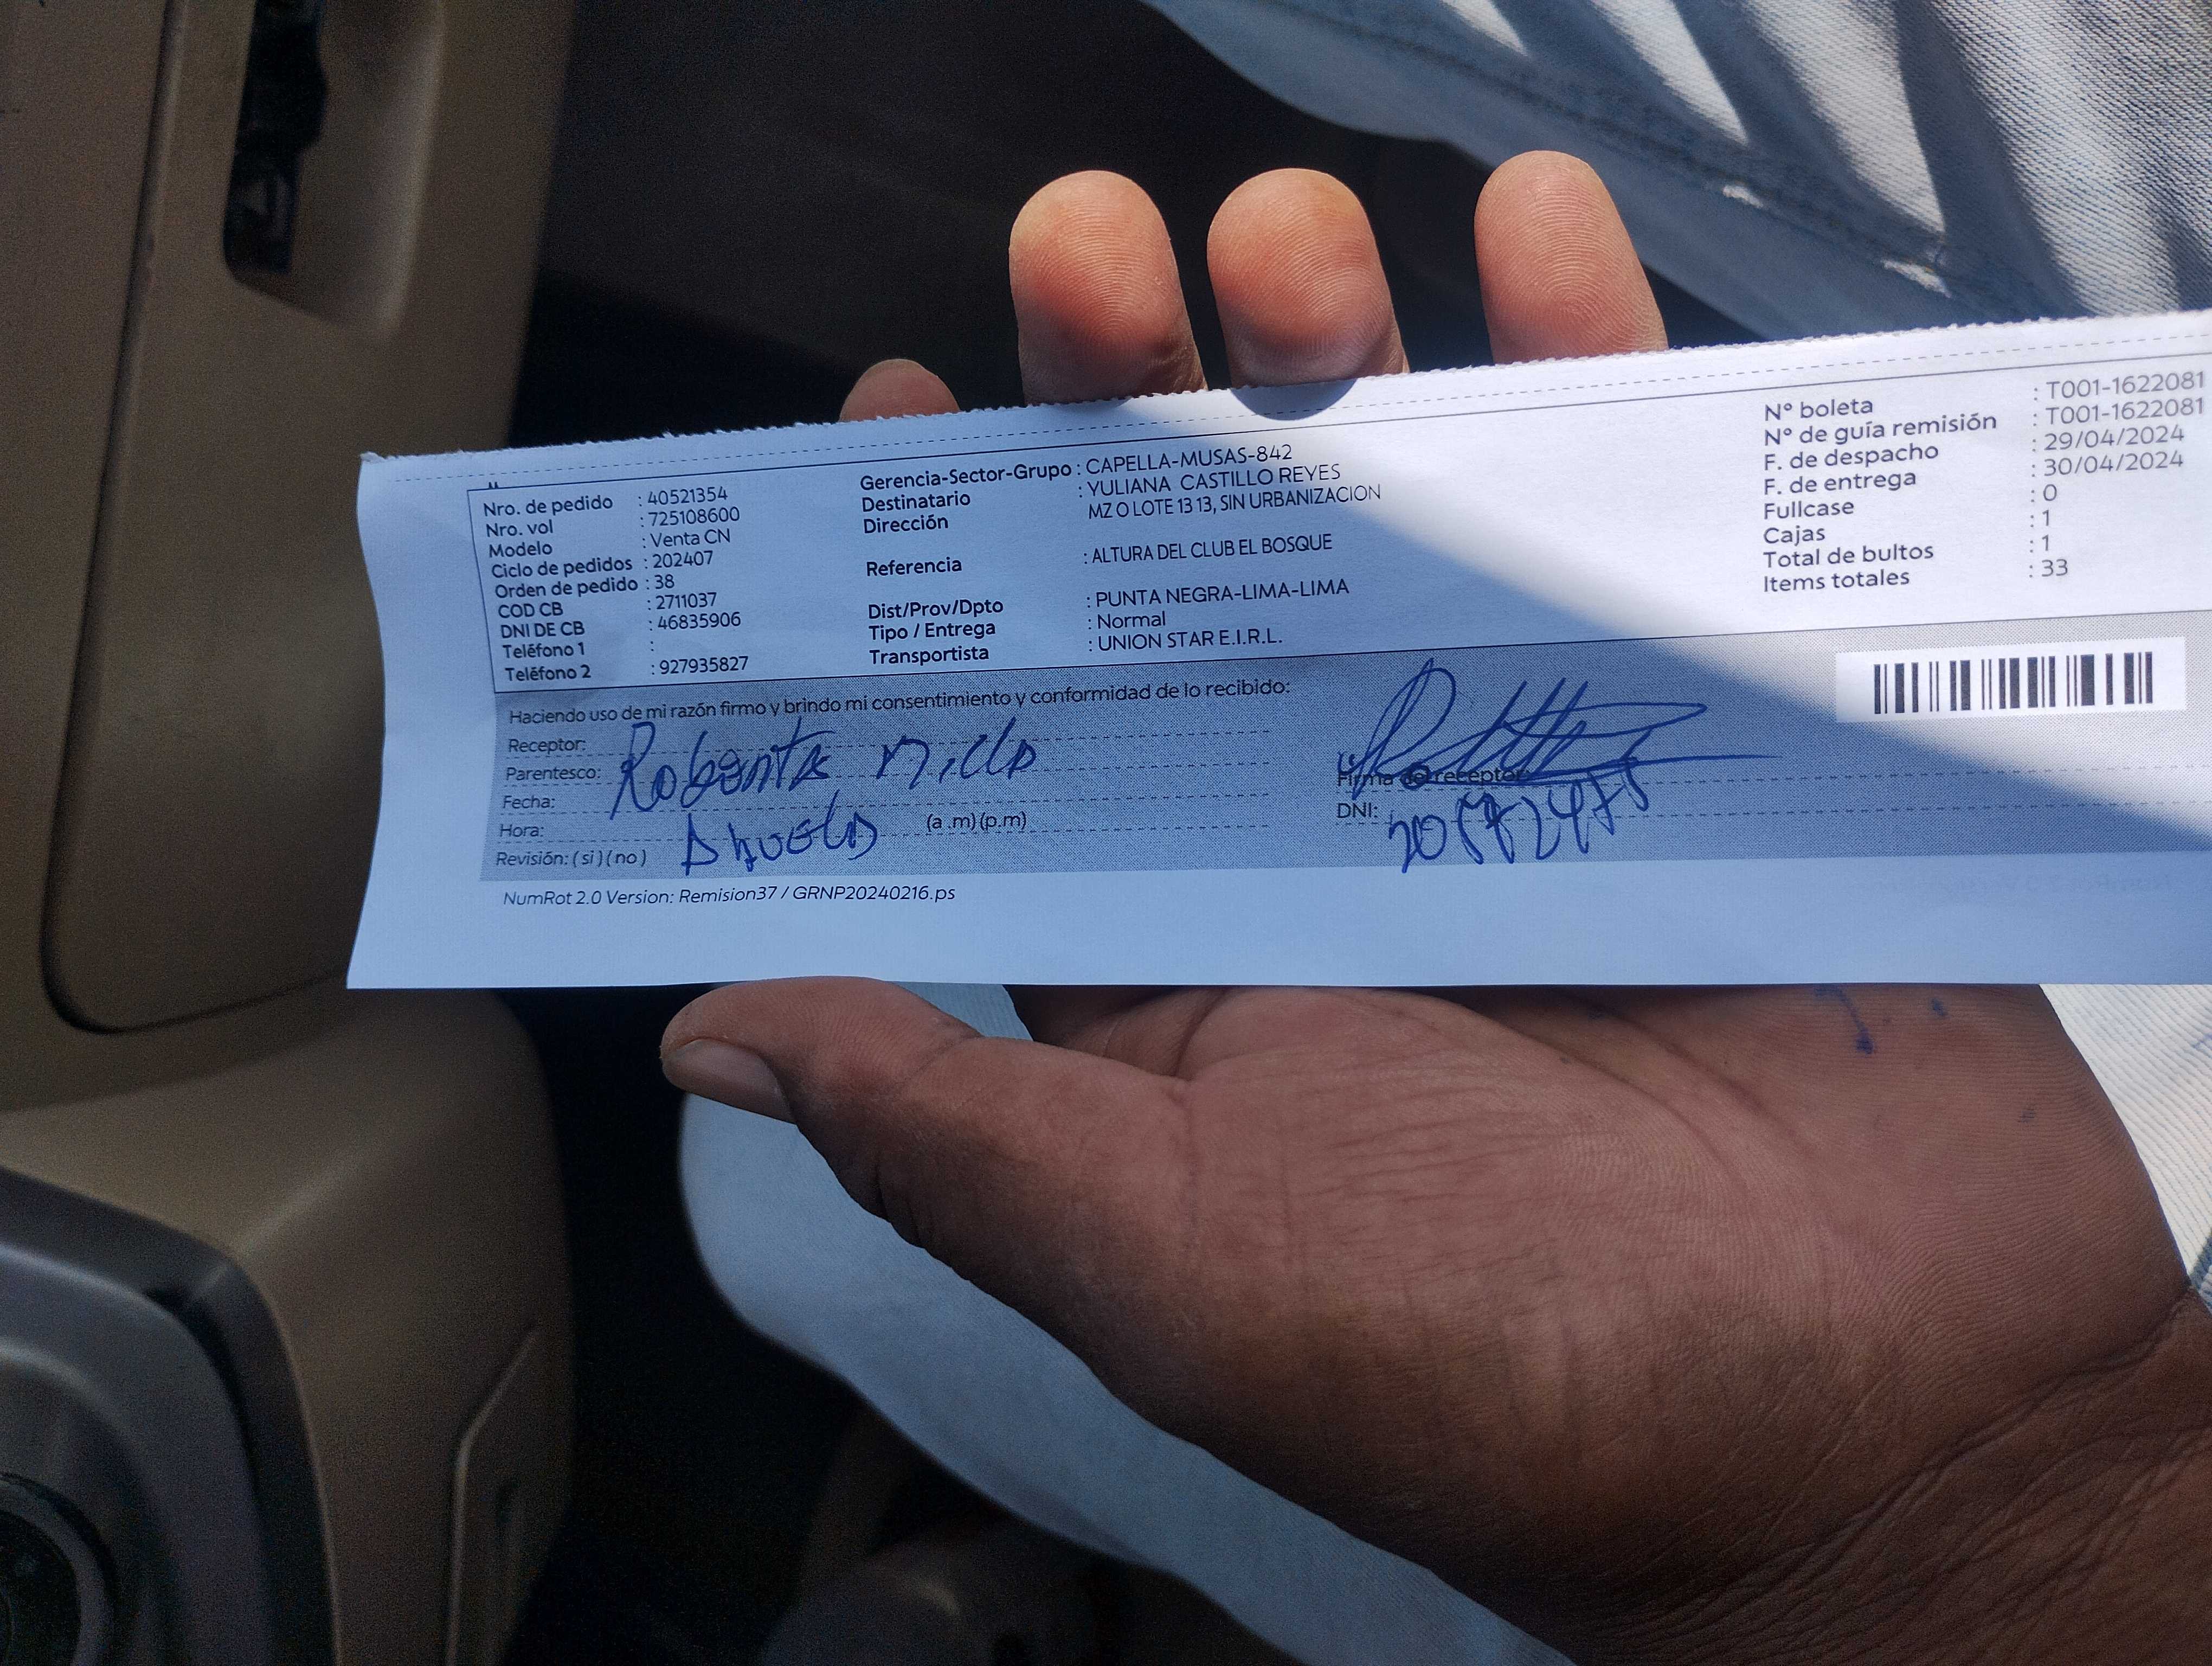 Nro. de pedido : 40521354
Nro. vol : 725108600
Modelo : Venta CN
Ciclo de pedidos : 202407
Orden de pedido : 38
COD CB : 2711037
DNI DE CB : 46835906
Teléfono 1 :
Teléfono 2 : 927935827
Gerencia-Sector-Grupo : CAPELLA-MUSAS-842
Destinatario : YULIANA CASTILLO REYES
Dirección MZ O LOTE 13 13, SIN URBANIZACION
Referencia : ALTURA DEL CLUB EL BOSQUE
Dist/Prov/Dpto : PUNTA NEGRA-LIMA-LIMA
Tipo / Entrega : Normal
Transportista : UNION STAR E.I.R.L.
N° boleta : T001-1622081
N° de guía remisión : T001-1622081
F. de despacho : 29/04/2024
F. de entrega : 30/04/2024
Fullcase : 0
Cajas : 1
Total de bultos : 1
Items totales : 33
Haciendo uso de mi razón firmo y brindo mi consentimiento y conformidad de lo recibido:
Receptor:
Parentesco:
Fecha:
Hora: (a .m) (p.m)
Revisión: ( si ) ( no )
Firma del receptor:
DNI:
NumRot 2.0 Version: Remision37 / GRNP20240216.ps